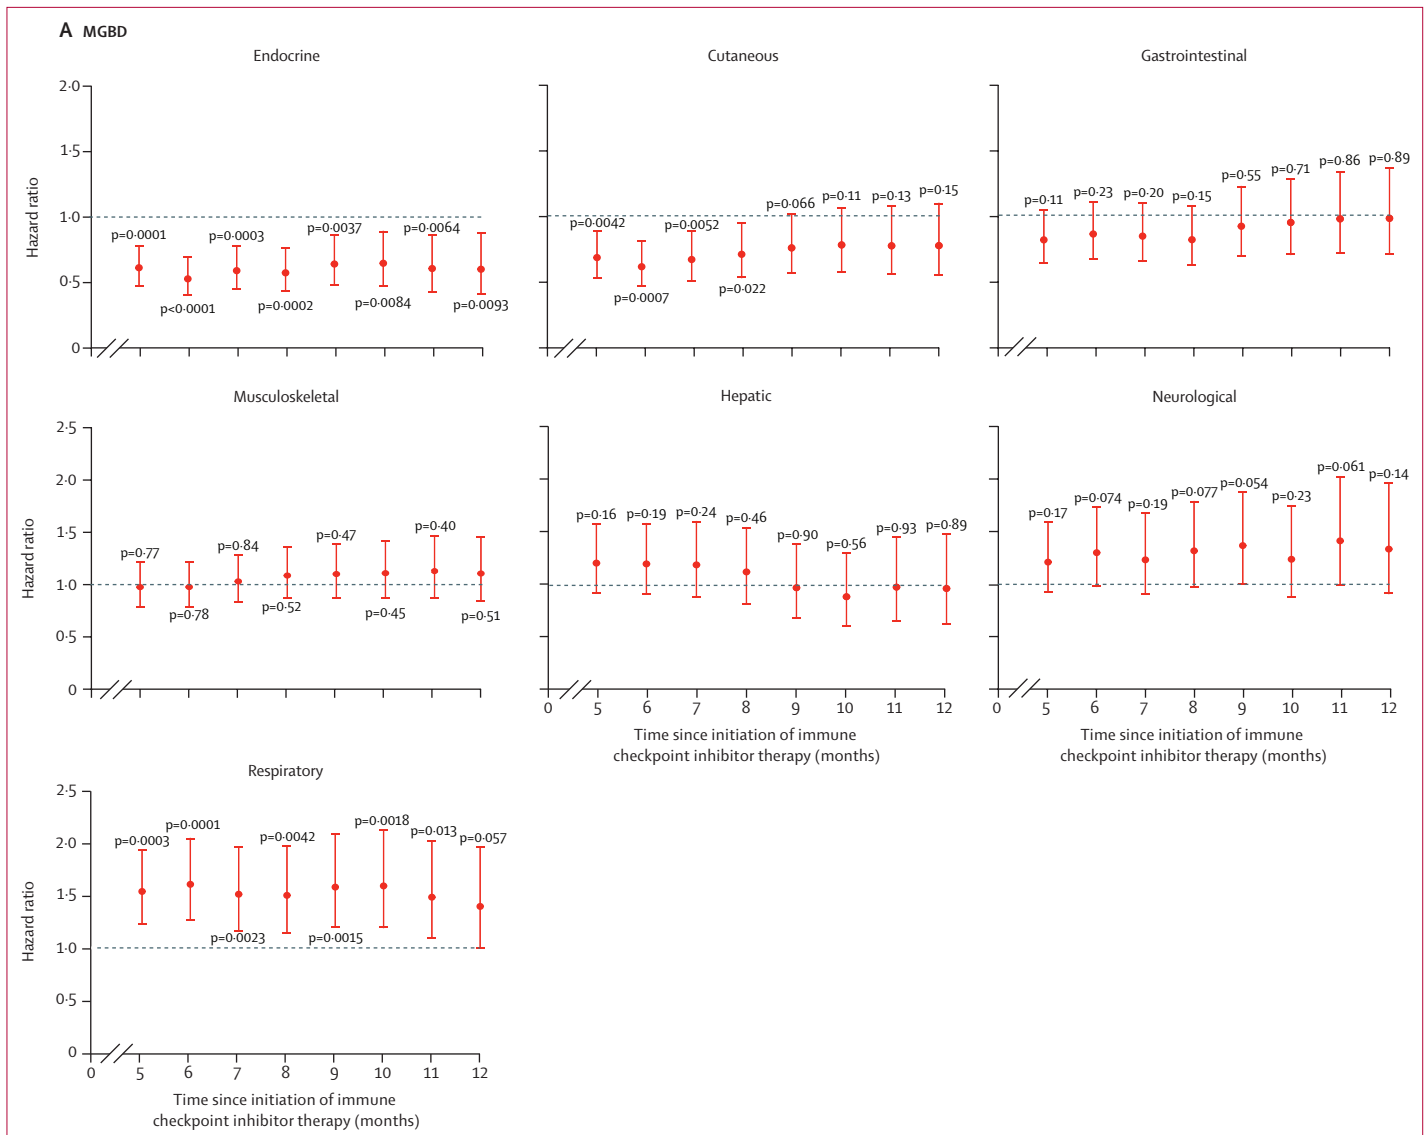 A MGBD
Endocrine
2·0
1·5
1·0
0·5
0
Hazard ratio
p=0·0001
p<0·0001
p=0·0003
p=0·0002
p=0·0037
p=0·0084
p=0·0064
p=0·0093
Cutaneous
p=0·0042
p=0·0007
p=0·0052
p=0·022
p=0·066
p=0·11
p=0·13
p=0·15
Gastrointestinal
p=0·11
p=0·23
p=0·20
p=0·15
p=0·55
p=0·71
p=0·86
p=0·89
Musculoskeletal
2·5
2·0
1·5
1·0
0·5
0
Hazard ratio
p=0·77
p=0·78
p=0·84
p=0·52
p=0·47
p=0·45
p=0·40
p=0·51
Hepatic
p=0·16
p=0·19
p=0·24
p=0·46
p=0·90
p=0·56
p=0·93
p=0·89
0 5 6 7 8 9 10 11 12
Time since initiation of immune
checkpoint inhibitor therapy (months)
Neurological
p=0·17
p=0·074
p=0·19
p=0·077
p=0·054
p=0·23
p=0·061
p=0·14
0 5 6 7 8 9 10 11 12
Time since initiation of immune
checkpoint inhibitor therapy (months)
Respiratory
2·5
2·0
1·5
1·0
0·5
0
Hazard ratio
p=0·0003
p=0·0001
p=0·0023
p=0·0042
p=0·0015
p=0·0018
p=0·013
p=0·057
0 5 6 7 8 9 10 11 12
Time since initiation of immune
checkpoint inhibitor therapy (months)